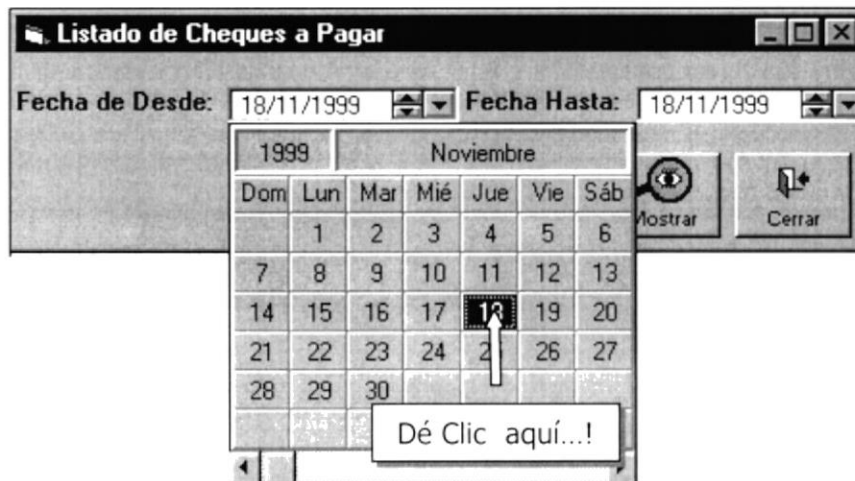 Listado de Cheques a Pagar
Fecha de Desde: 18/11/1999 Fecha Hasta: 18/11/1999
1999 Noviembre
Dom Lun Mar Mié Jue Vie Sáb
1 2 3 4 5 6
7 8 9 10 11 12 13
14 15 16 17 18 19 20
21 22 23 24 25 26 27
28 29 30
Mostrar Cerrar
Dé Clic aquí...!